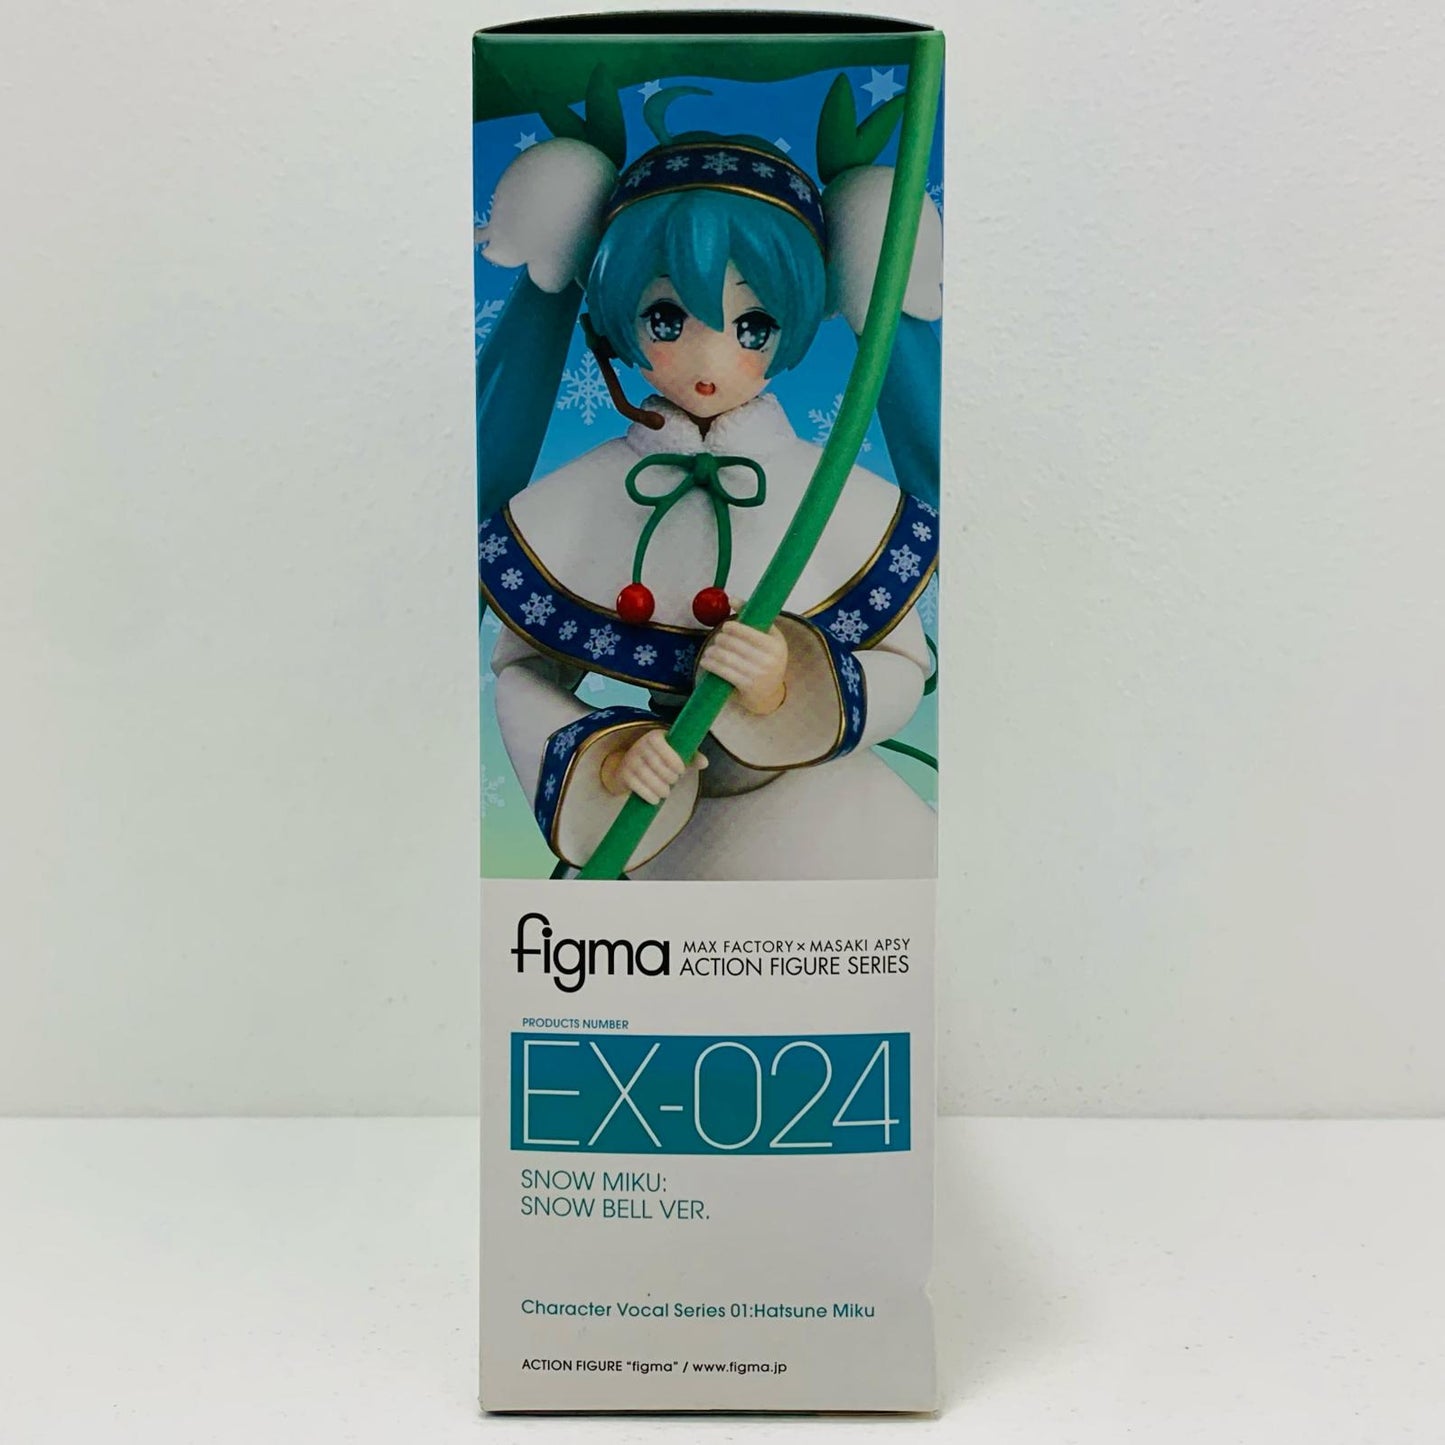 figma
MAX FACTORY × MASAKI APSY
ACTION FIGURE SERIES
PRODUCTS NUMBER
EX-024
SNOW MIKU:
SNOW BELL VER.
Character Vocal Series 01:Hatsune Miku
ACTION FIGURE "figma" / www.figma.jp